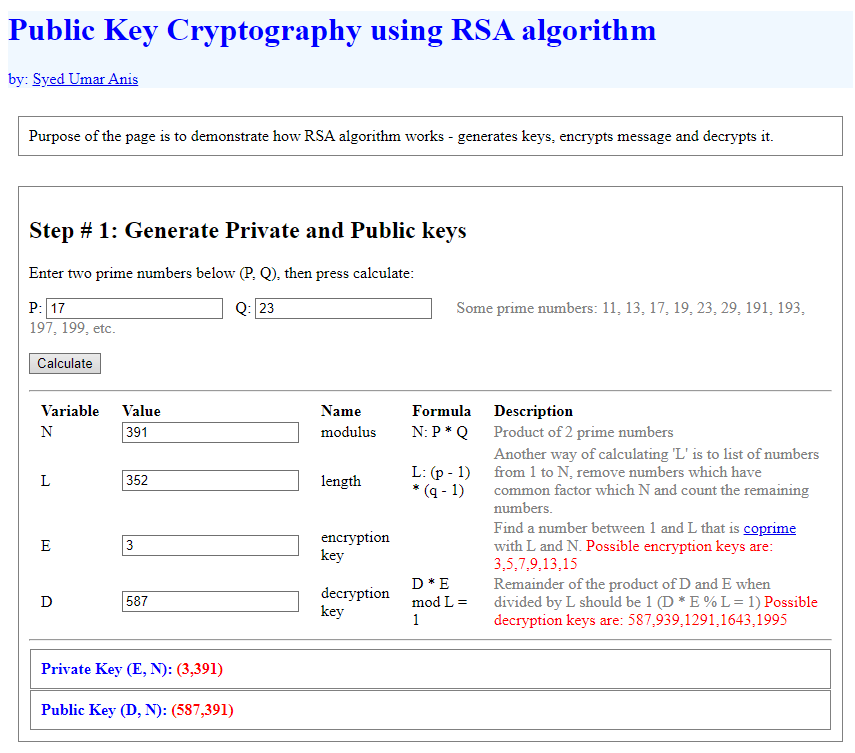 Public Key Cryptography using RSA algorithm
by: Syed Umar Anis
Purpose of the page is to demonstrate how RSA algorithm works - generates keys, encrypts message and decrypts it.
Step # 1: Generate Private and Public keys
Enter two prime numbers below (P, Q), then press calculate:
P: 17 Q: 23 Some prime numbers: 11, 13, 17, 19, 23, 29, 191, 193,
197, 199, etc.
Calculate
Variable Value Name Formula Description
N 391 modulus N: P * Q Product of 2 prime numbers
L 352 length L: (p - 1)
* (q - 1)
Another way of calculating 'L' is to list of numbers
from 1 to N, remove numbers which have
common factor which N and count the remaining
numbers.
E 3 encryption
key
Find a number between 1 and L that is coprime
with L and N. Possible encryption keys are:
3,5,7,9,13,15
D 587 decryption
key
D * E
mod L =
1
Remainder of the product of D and E when
divided by L should be 1 (D * E % L = 1) Possible
decryption keys are: 587,939,1291,1643,1995
Private Key (E, N): (3,391)
Public Key (D, N): (587,391)